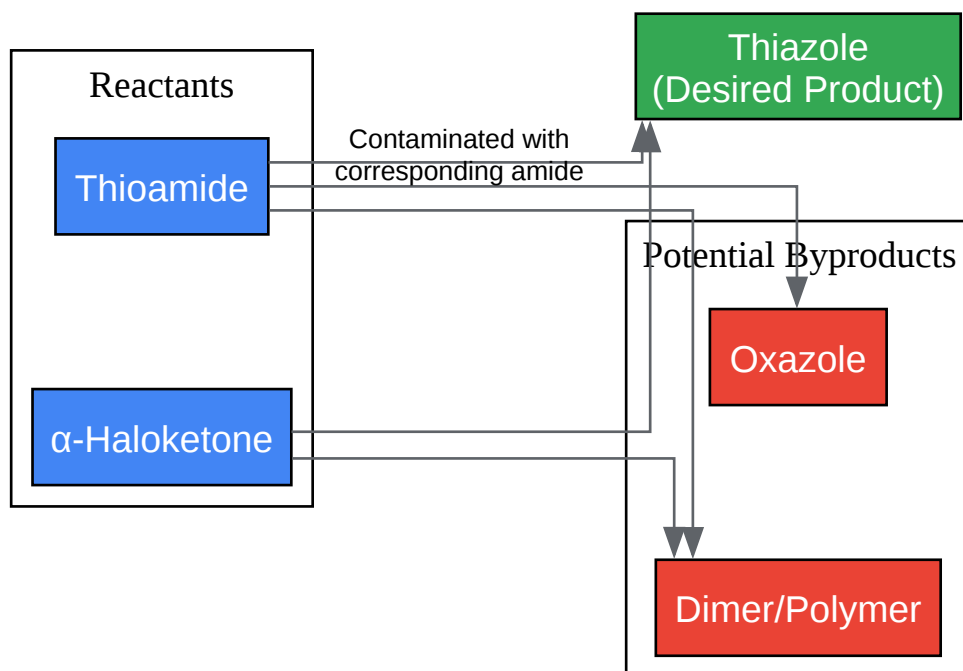 Reactants
Thioamide
α-Haloketone
Contaminated with
corresponding amide
Thiazole
(Desired Product)
Potential Byproducts
Oxazole
Dimer/Polymer